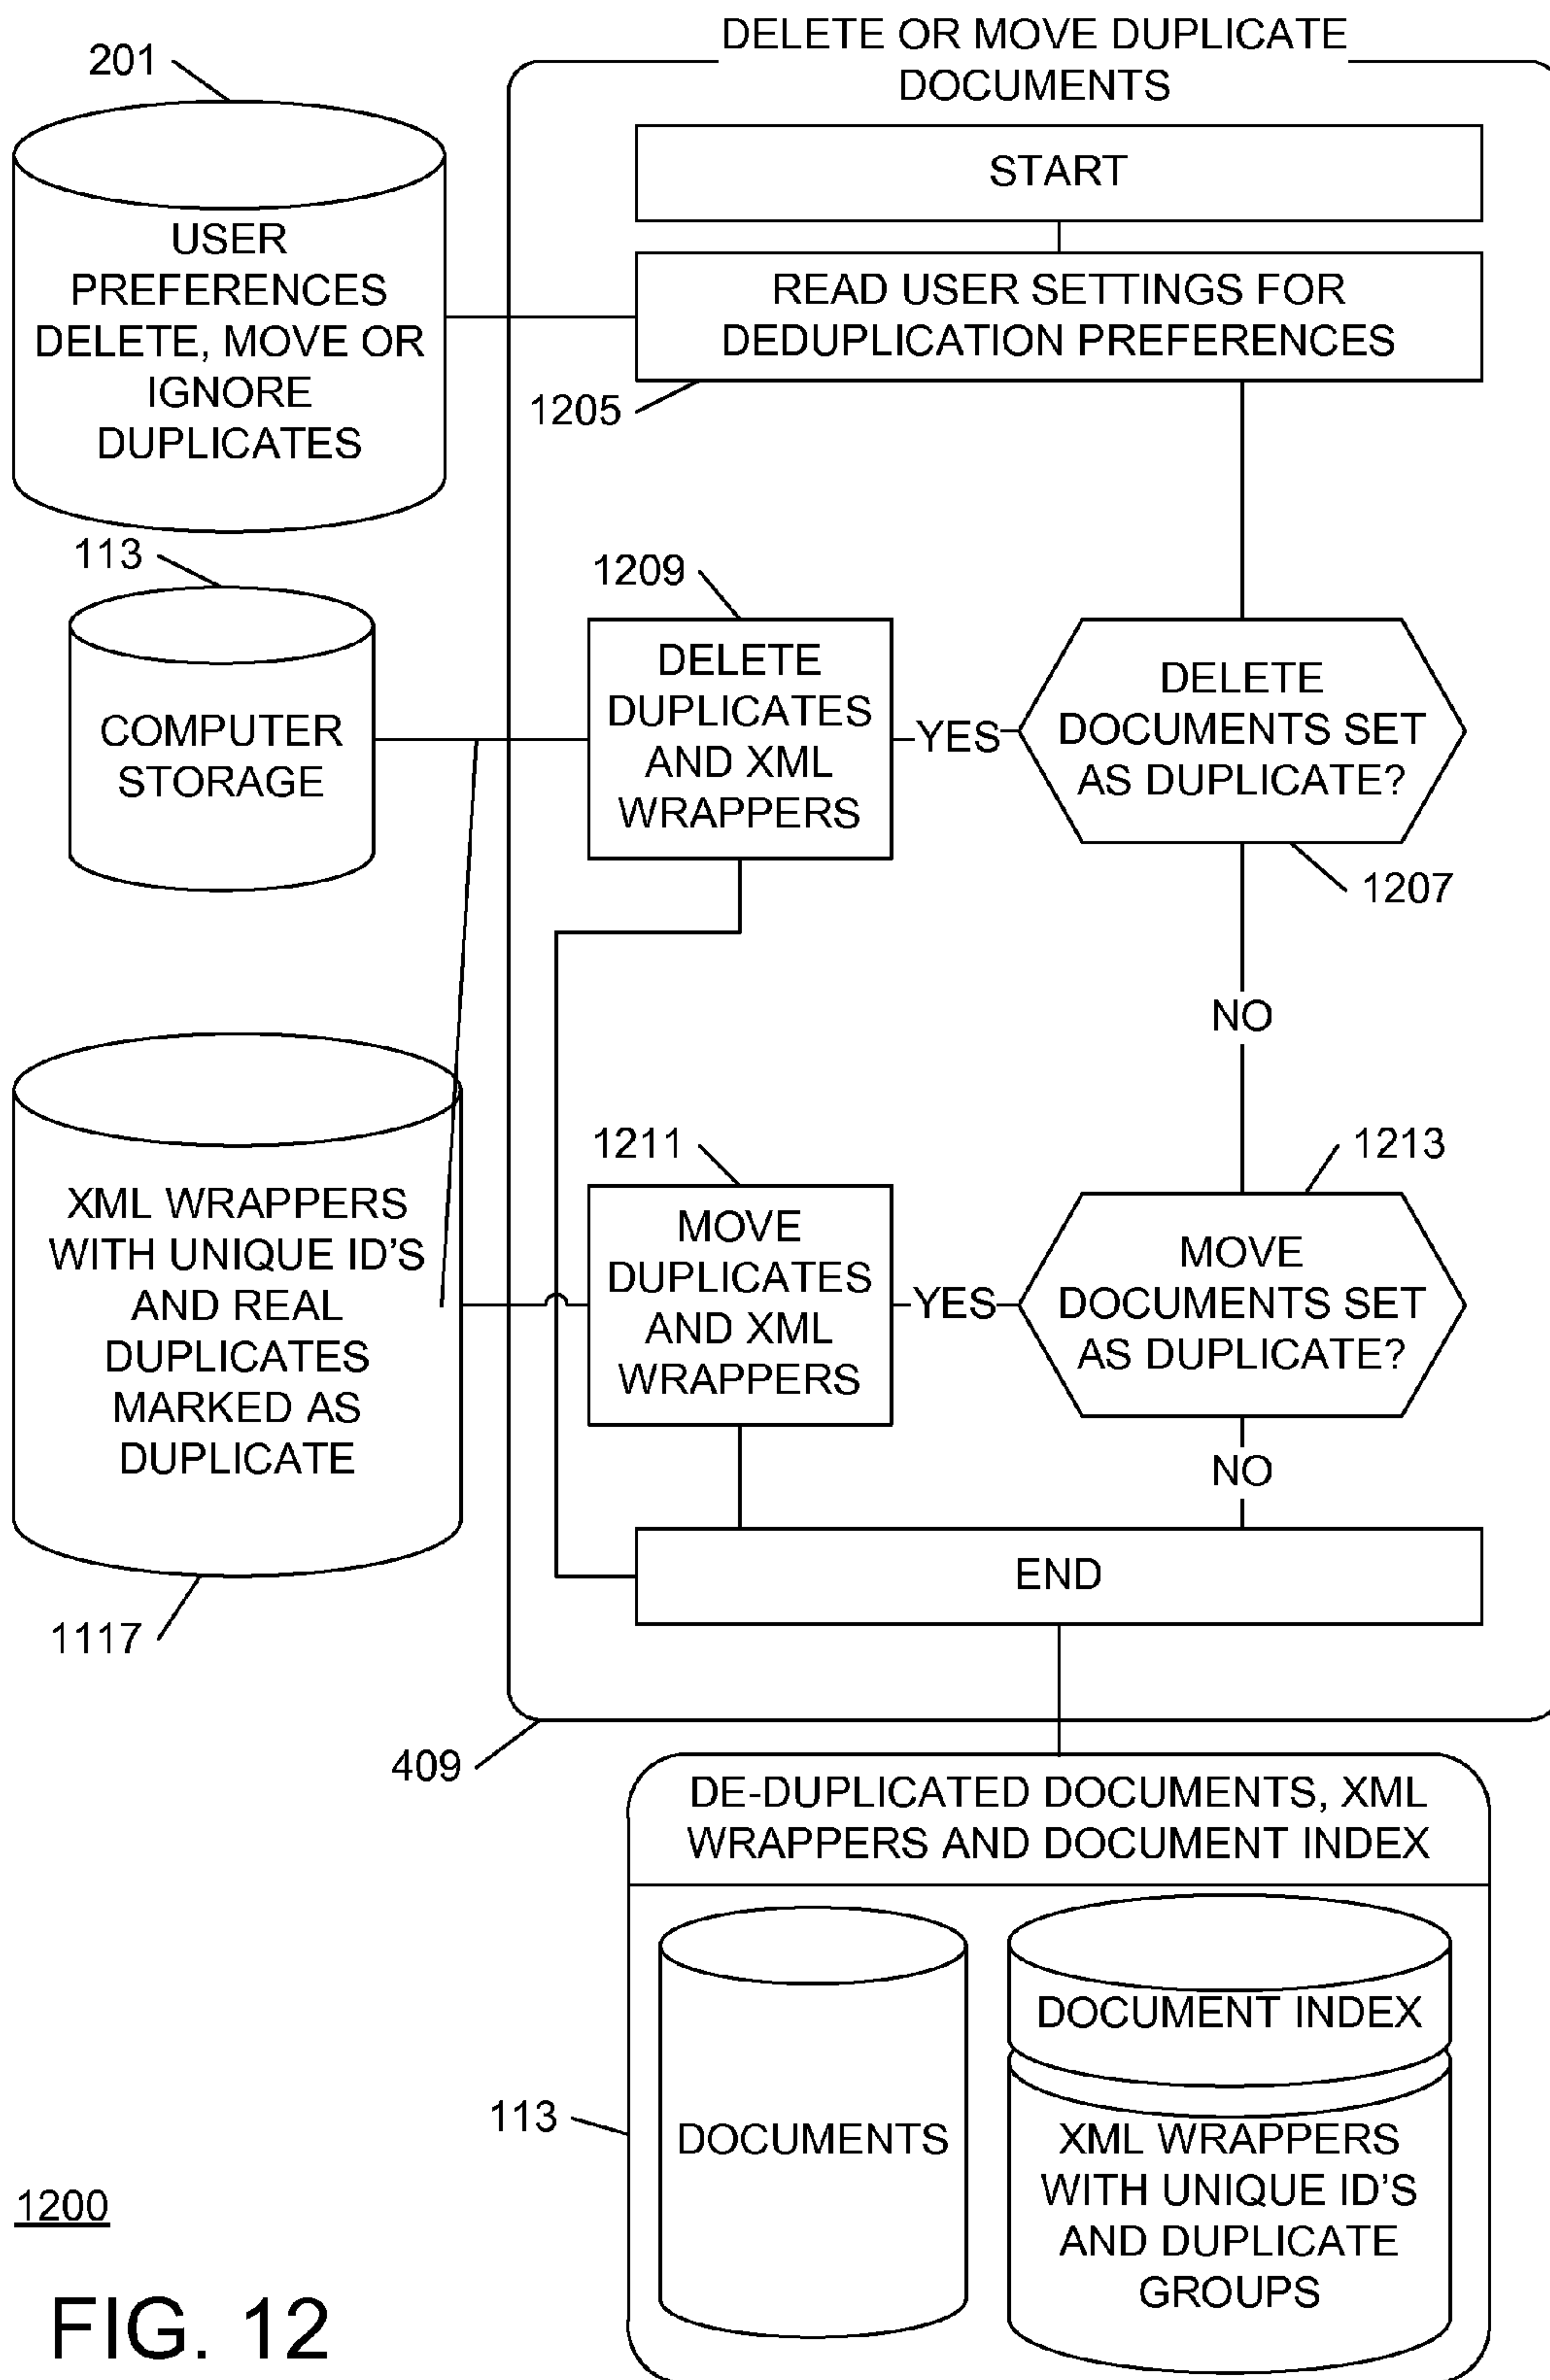 DELETE OR MOVE DUPLICATE
DOCUMENTS
201
START
USER
PREFERENCES
DELETE, MOVE OR
IGNORE
DUPLICATES
READ USER SETTINGS FOR
DEDUPLICATION PREFERENCES
1205
113
COMPUTER
STORAGE
1209
DELETE
DUPLICATES
AND XML
WRAPPERS
YES
DELETE
DOCUMENTS SET
AS DUPLICATE?
1207
NO
XML WRAPPERS
WITH UNIQUE ID'S
AND REAL
DUPLICATES
MARKED AS
DUPLICATE
1117
1211
MOVE
DUPLICATES
AND XML
WRAPPERS
YES
1213
MOVE
DOCUMENTS SET
AS DUPLICATE?
NO
END
409
DE-DUPLICATED DOCUMENTS, XML
WRAPPERS AND DOCUMENT INDEX
113
DOCUMENTS
DOCUMENT INDEX
XML WRAPPERS
WITH UNIQUE ID'S
AND DUPLICATE
GROUPS
1200
FIG. 12